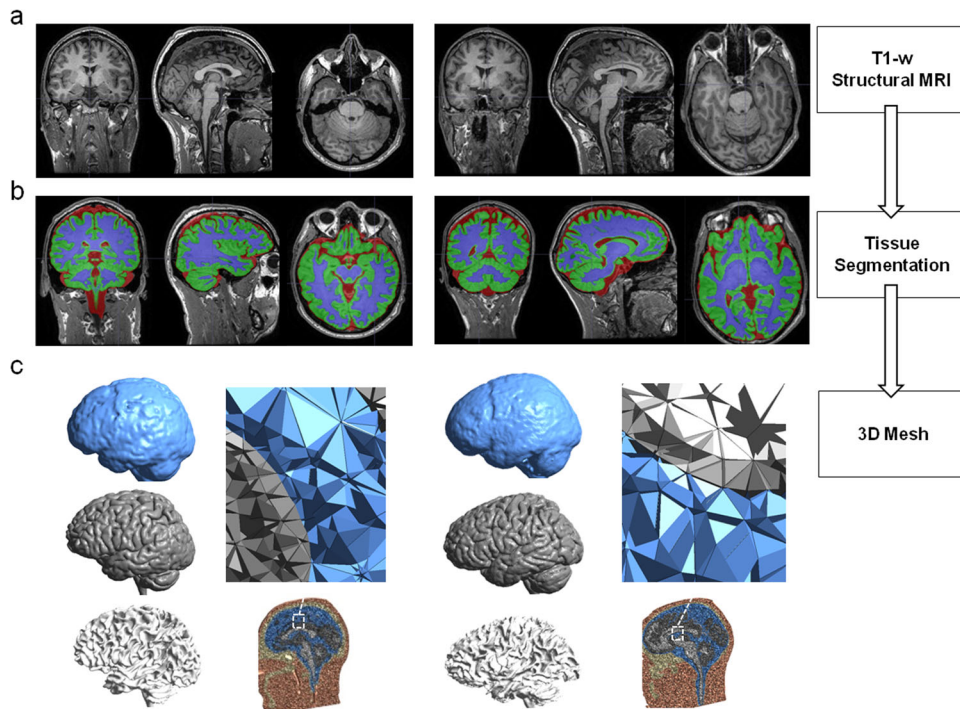 a
T1-w
Structural MRI
b
Tissue
Segmentation
c
3D Mesh